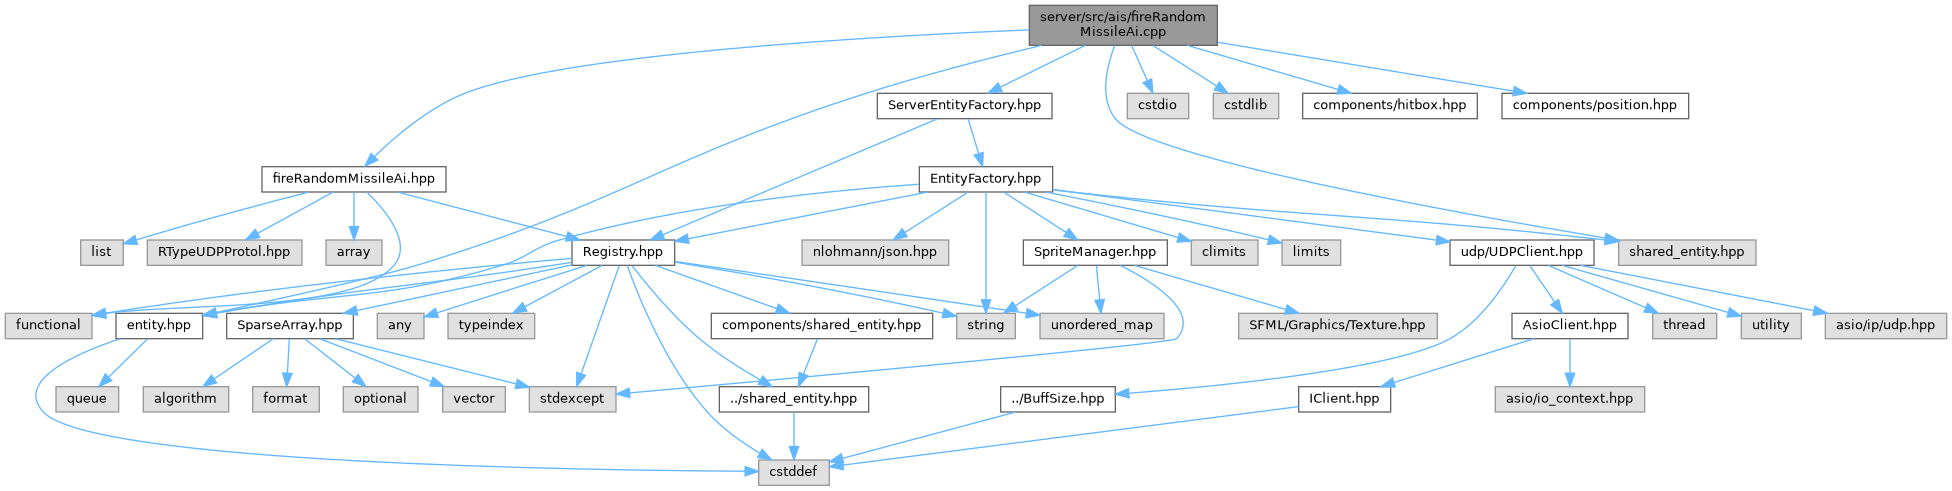 server/src/ais/fireRandom
MissileAi.cpp
ServerEntityFactory.hpp
cstdio
cstdlib
components/hitbox.hpp
components/position.hpp
fireRandomMissileAi.hpp
EntityFactory.hpp
list
RTypeUDPProtol.hpp
array
Registry.hpp
nlohmann/json.hpp
SpriteManager.hpp
climits
limits
udp/UDPClient.hpp
shared_entity.hpp
functional
entity.hpp
SparseArray.hpp
any
typeindex
components/shared_entity.hpp
string
unordered_map
SFML/Graphics/Texture.hpp
AsioClient.hpp
thread
utility
asio/ip/udp.hpp
queue
algorithm
format
optional
vector
stdexcept
../shared_entity.hpp
../BuffSize.hpp
IClient.hpp
asio/io_context.hpp
cstddef